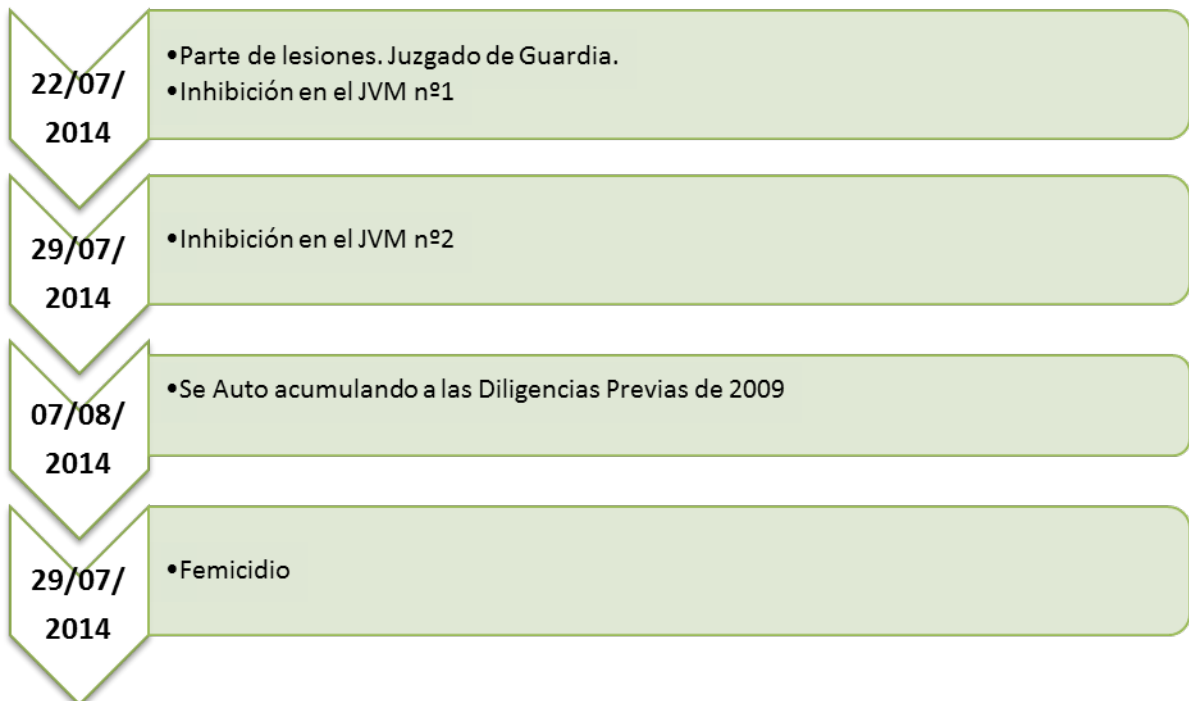 22/07/
2014
•Parte de lesiones. Juzgado de Guardia.
•Inhibición en el JVM nº1
29/07/
2014
•Inhibición en el JVM nº2
07/08/
2014
•Se Auto acumulando a las Diligencias Previas de 2009
29/07/
2014
•Femicidio